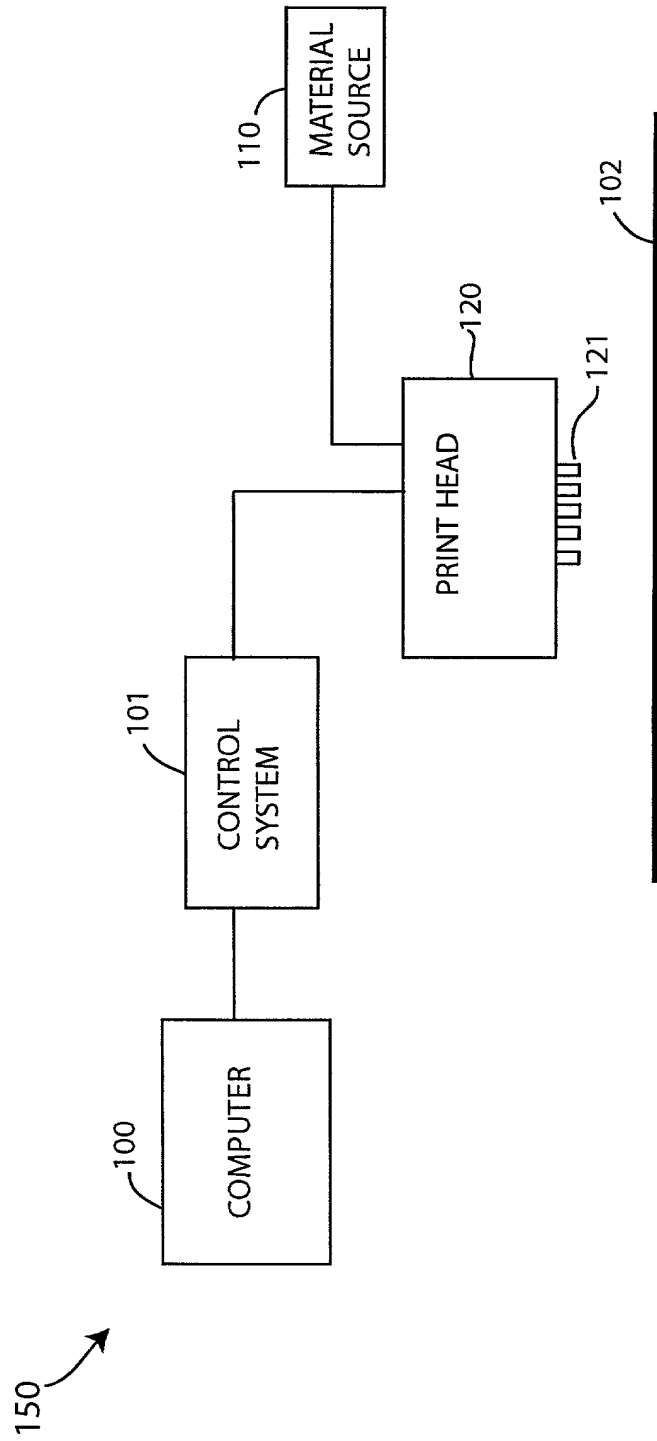 150
100
COMPUTER
101
CONTROL
SYSTEM
110
MATERIAL
SOURCE
120
PRINT HEAD
121
102